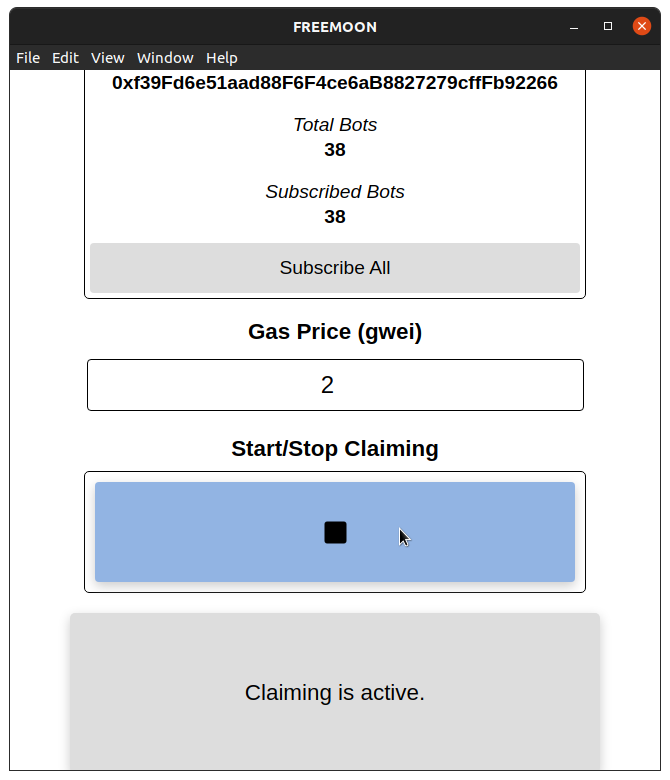 FREEMOON
File Edit View Window Help
0xf39Fd6e51aad88F6F4ce6aB8827279cffFb92266
Total Bots
38
Subscribed Bots
38
Subscribe All
Gas Price (gwei)
2
Start/Stop Claiming
Claiming is active.